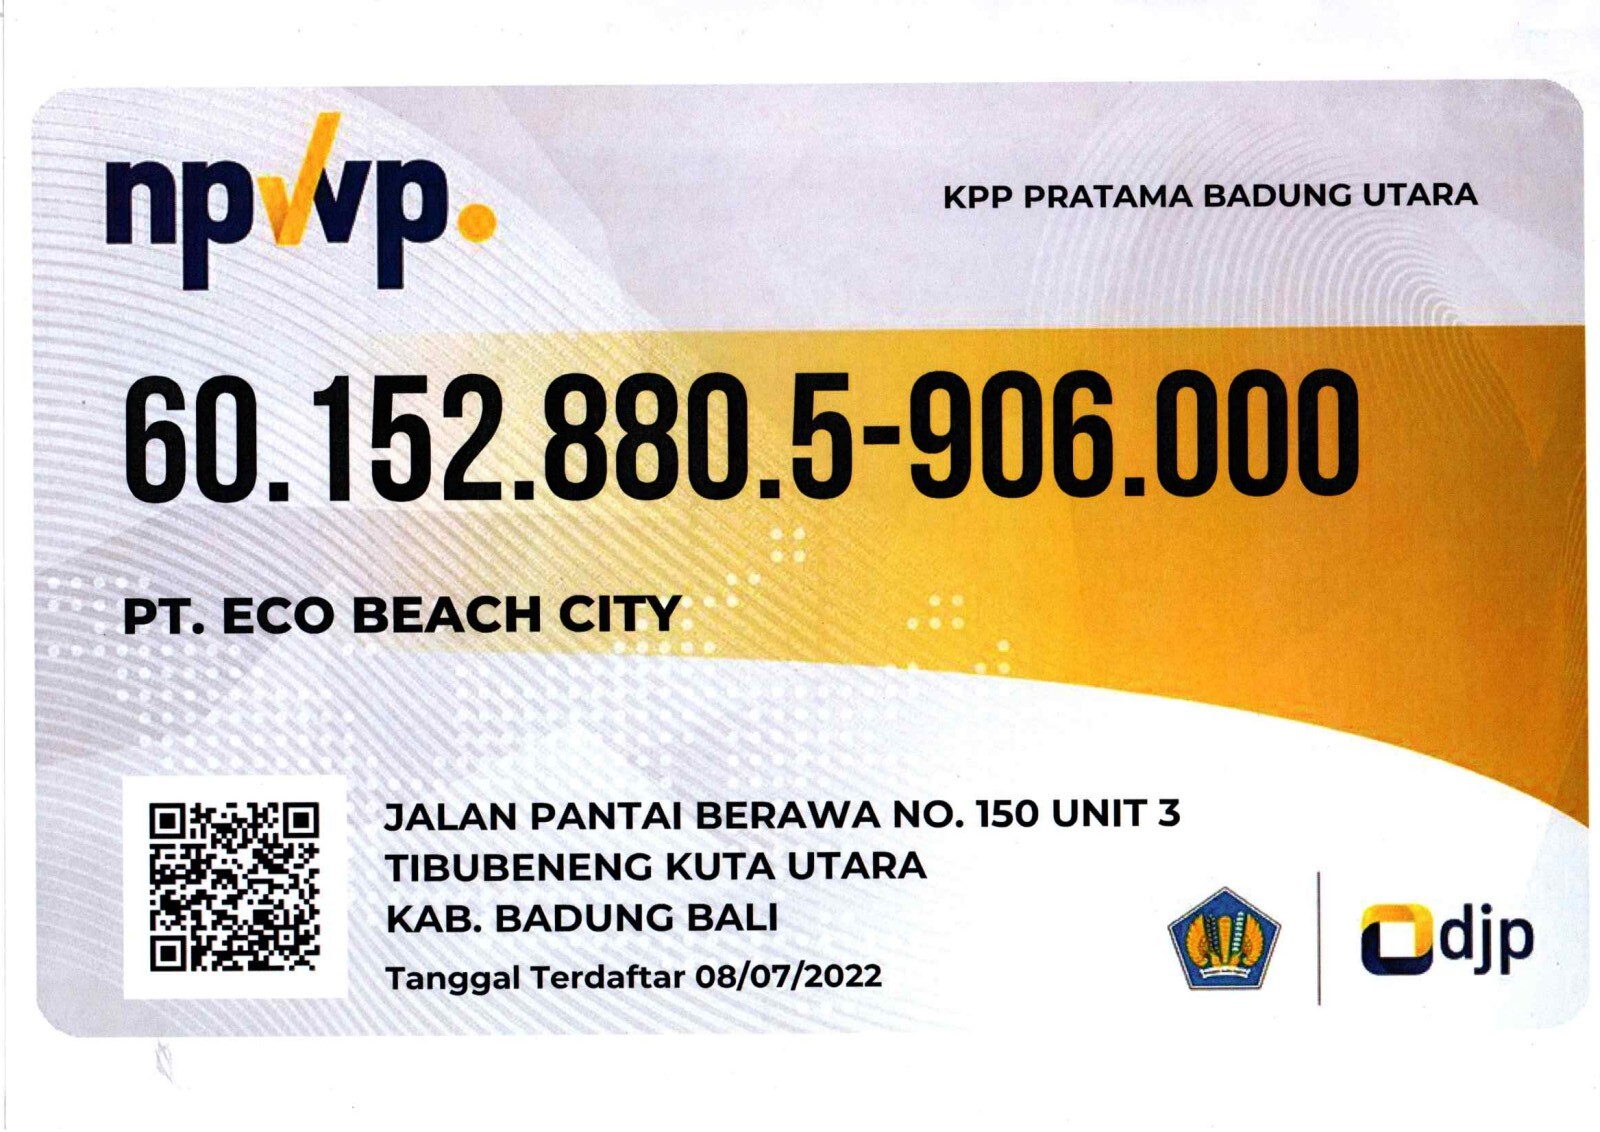 npwp.
KPP PRATAMA BADUNG UTARA
60.152.880.5-906.000
PT. ECO BEACH CITY
JALAN PANTAI BERAWA NO. 150 UNIT 3
TIBUBENENG KUTA UTARA
KAB. BADUNG BALI
Tanggal Terdaftar 08/07/2022
djp